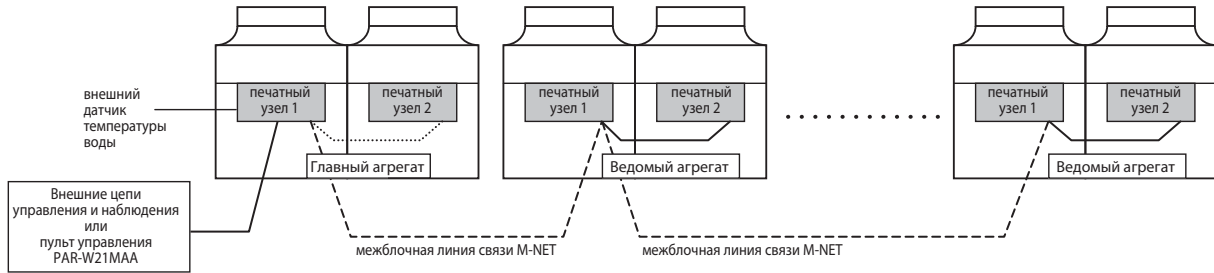 печатный
узел 1
печатный
узел 2
печатный
узел 1
печатный
узел 2
печатный
узел 1
печатный
узел 2
внешний
датчик
температуры
воды
Главный агрегат
Ведомый агрегат
Ведомый агрегат
Внешние цепи
управления и наблюдения
или
пульт управления
PAR-W21MAA
межблочная линия связи M-NET
межблочная линия связи M-NET